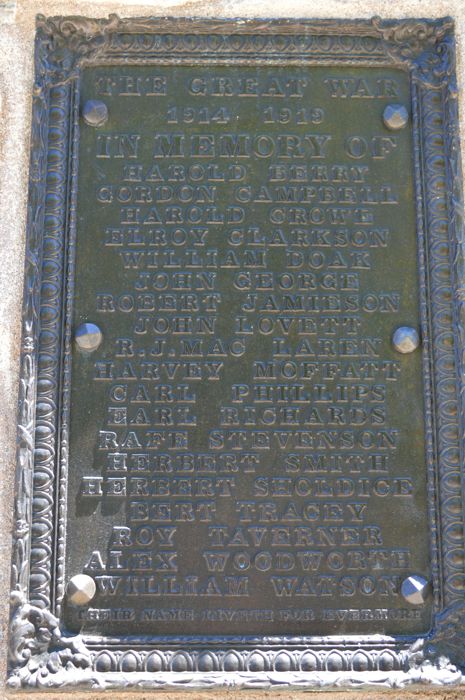 THE GREAT WAR
1914 1919
IN MEMORY OF
HAROLD BERRY
GORDON CAMPBELL
HAROLD CROWE
ELROY CLARKSON
WILLIAM DOAK
JOHN GEORGE
ROBERT JAMIESON
JOHN LOVETT
R.J. MAC LAREN
HARVEY MOFFATT
CARL PHILLIPS
EARL RICHARDS
RAFE STEVENSON
HERBERT SMITH
HERBERT SHOLDICE
BERT TRACEY
ROY TAVERNER
ALEX WOODWORTH
WILLIAM WATSON
THEIR NAME LIVETH FOR EVERMORE